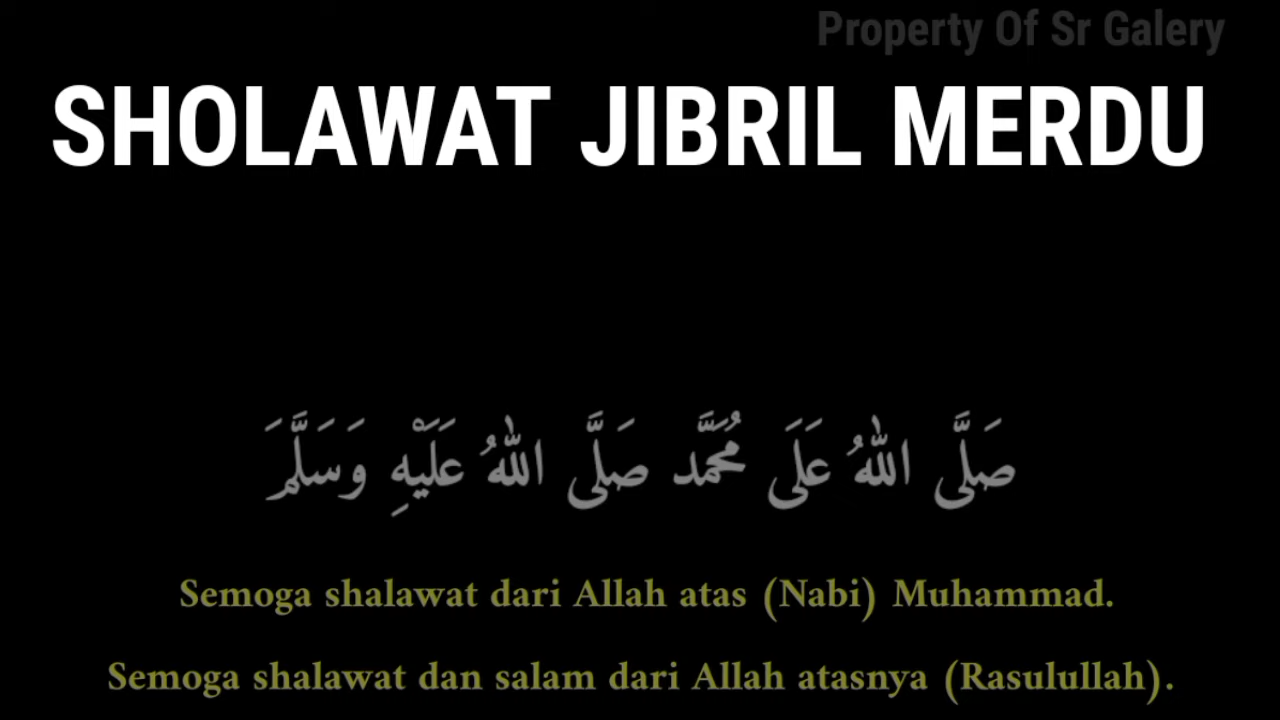 Property Of Sr Galery
SHOLAWAT JIBRIL MERDU
صَلَّى اللهُ عَلَى مُحَمَّد صَلَّى اللهُ عَلَيْهِ وَسَلَّمَ
Semoga shalawat dari Allah atas (Nabi) Muhammad.
Semoga shalawat dan salam dari Allah atasnya (Rasulullah).